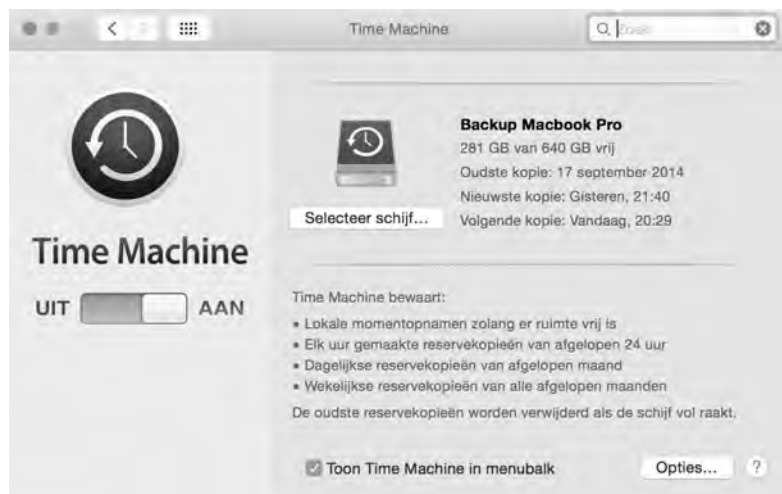 Time Machine
Zoek
Backup Macbook Pro
281 GB van 640 GB vrij
Oudste kopie: 17 september 2014
Nieuwste kopie: Gisteren, 21:40
Volgende kopie: Vandaag, 20:29
Selecteer schijf...
Time Machine
UIT AAN
Time Machine bewaart:
• Lokale momentopnamen zolang er ruimte vrij is
• Elk uur gemaakte reservekopieën van afgelopen 24 uur
• Dagelijkse reservekopieën van afgelopen maand
• Wekelijkse reservekopieën van alle afgelopen maanden
De oudste reservekopieën worden verwijderd als de schijf vol raakt.
Toon Time Machine in menubalk
Opties... ?